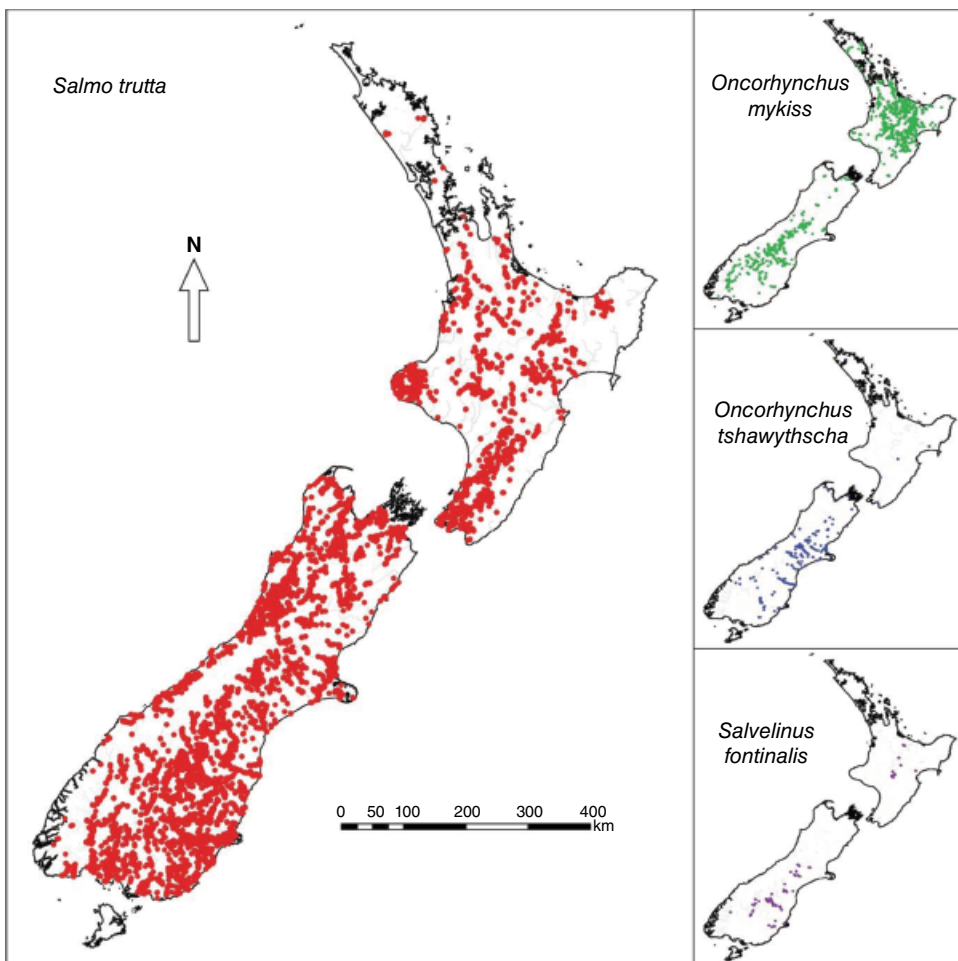 Salmo trutta
N
0 50 100 200 300 400
km
Oncorhynchus
mykiss
Oncorhynchus
tshawythscha
Salvelinus
fontinalis